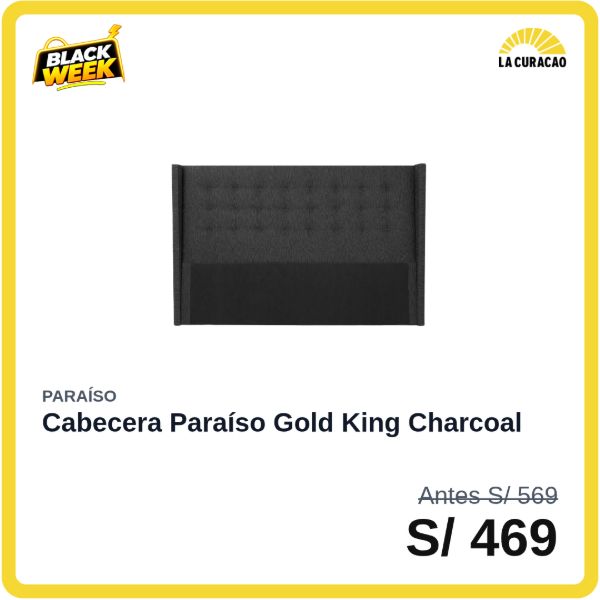 BLACK
WEEK
LA CURACAO
PARAÍSO
Cabecera Paraíso Gold King Charcoal
Antes S/ 569
S/ 469